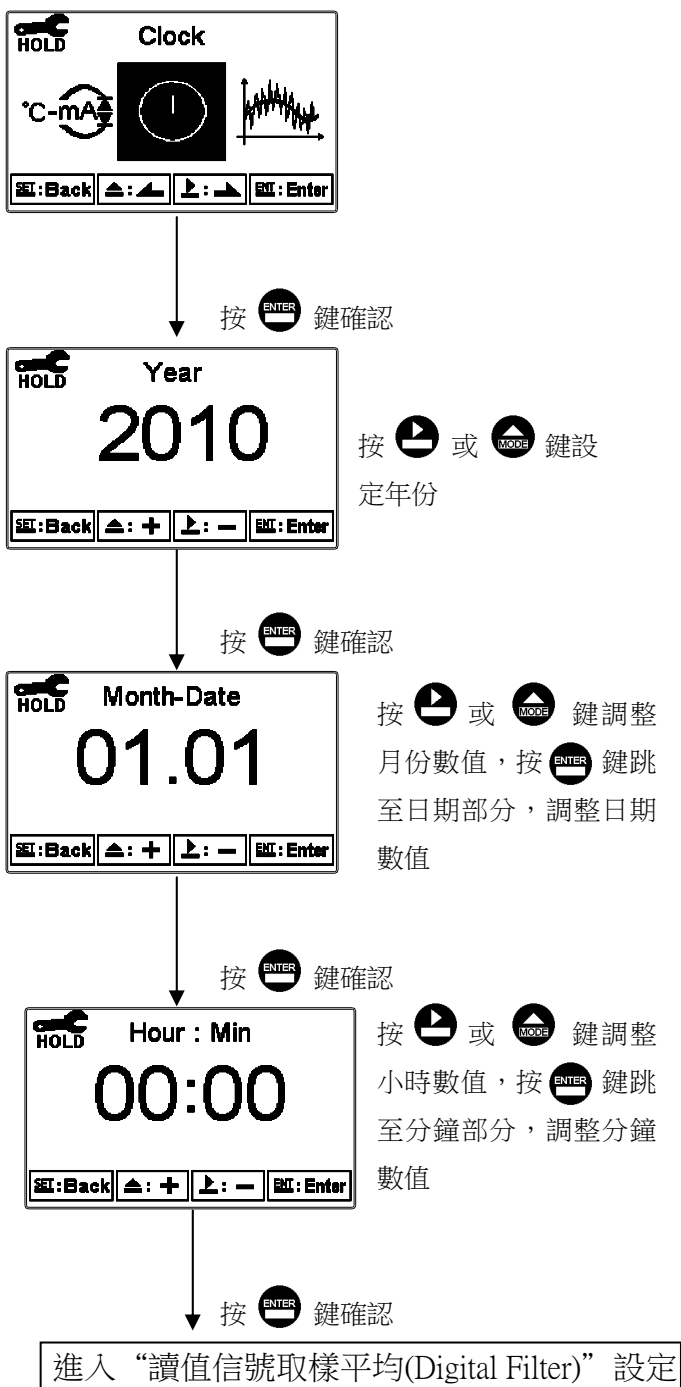 HOLD Clock
℃-mA
SET:Back ENT:Enter
按 ENTER 鍵確認
HOLD Year
2010
SET:Back : + : − ENT:Enter
按 或 MODE 鍵設
定年份
按 ENTER 鍵確認
HOLD Month-Date
01.01
SET:Back : + : − ENT:Enter
按 或 MODE 鍵調整
月份數值，按 ENTER 鍵跳
至日期部分，調整日期
數值
按 ENTER 鍵確認
HOLD Hour : Min
00:00
SET:Back : + : − ENT:Enter
按 或 MODE 鍵調整
小時數值，按 ENTER 鍵跳
至分鐘部分，調整分鐘
數值
按 ENTER 鍵確認
進入“讀值信號取樣平均(Digital Filter)”設定